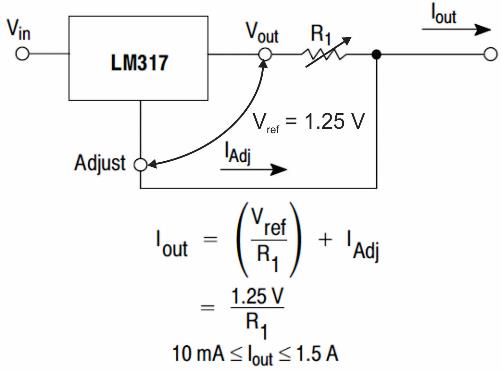 V_in
LM317
V_out
R_1
I_out
V_ref = 1.25 V
Adjust
I_Adj
I_out = (V_ref / R_1) + I_Adj
= 1.25 V / R_1
10 mA ≤ I_out ≤ 1.5 A